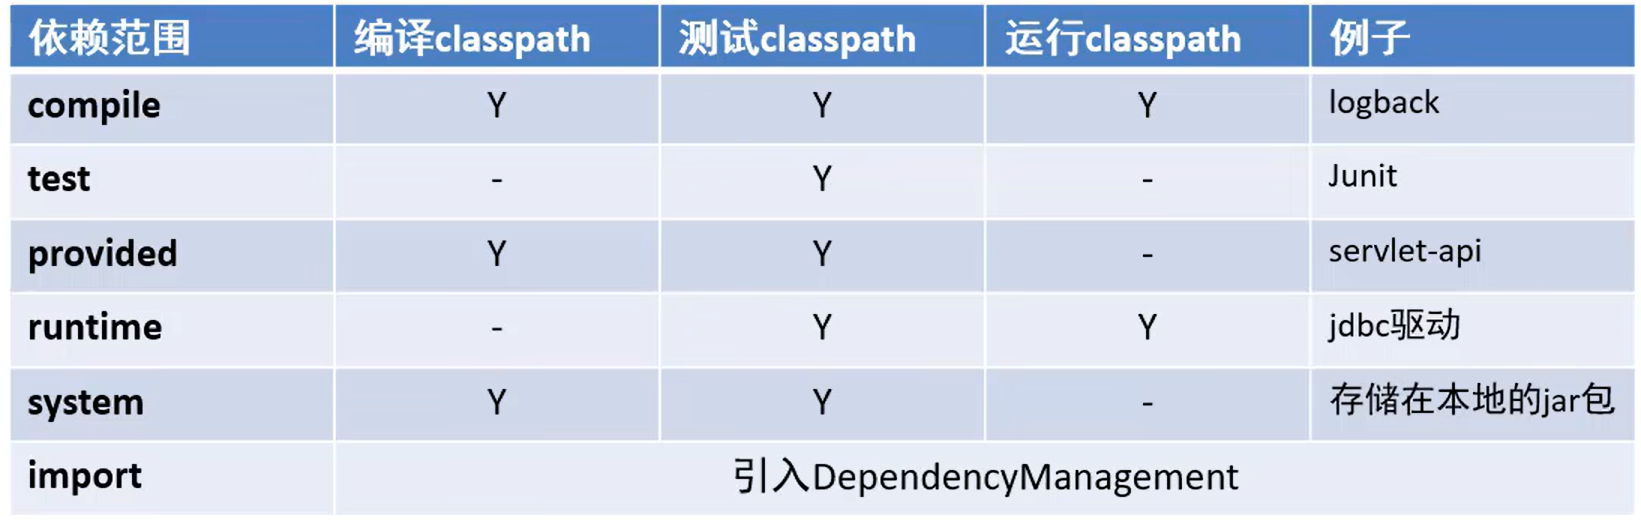 依赖范围 编译classpath 测试classpath 运行classpath 例子
compile Y Y Y logback
test - Y - Junit
provided Y Y - servlet-api
runtime - Y Y jdbc驱动
system Y Y - 存储在本地的jar包
import 引入DependencyManagement